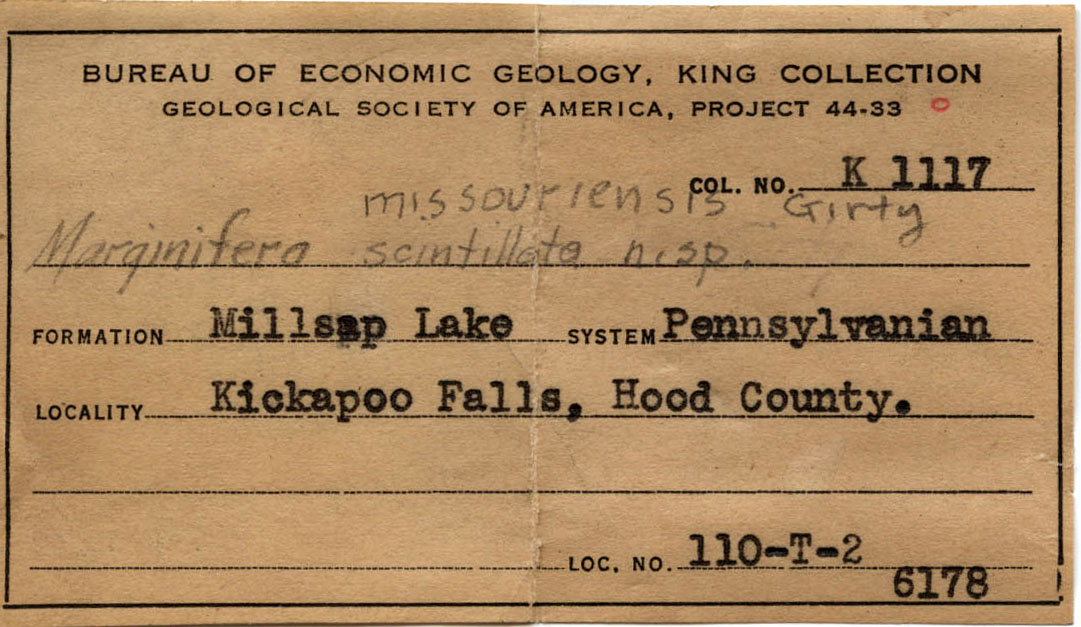 BUREAU OF ECONOMIC GEOLOGY, KING COLLECTION
GEOLOGICAL SOCIETY OF AMERICA, PROJECT 44-33
COL. NO. K 1117
missouriensis Girty
Marginifera scintillata n.sp.
FORMATION Millsap Lake SYSTEM Pennsylvanian
LOCALITY Kickapoo Falls, Hood County.
LOC. NO. 110-T-2
6178